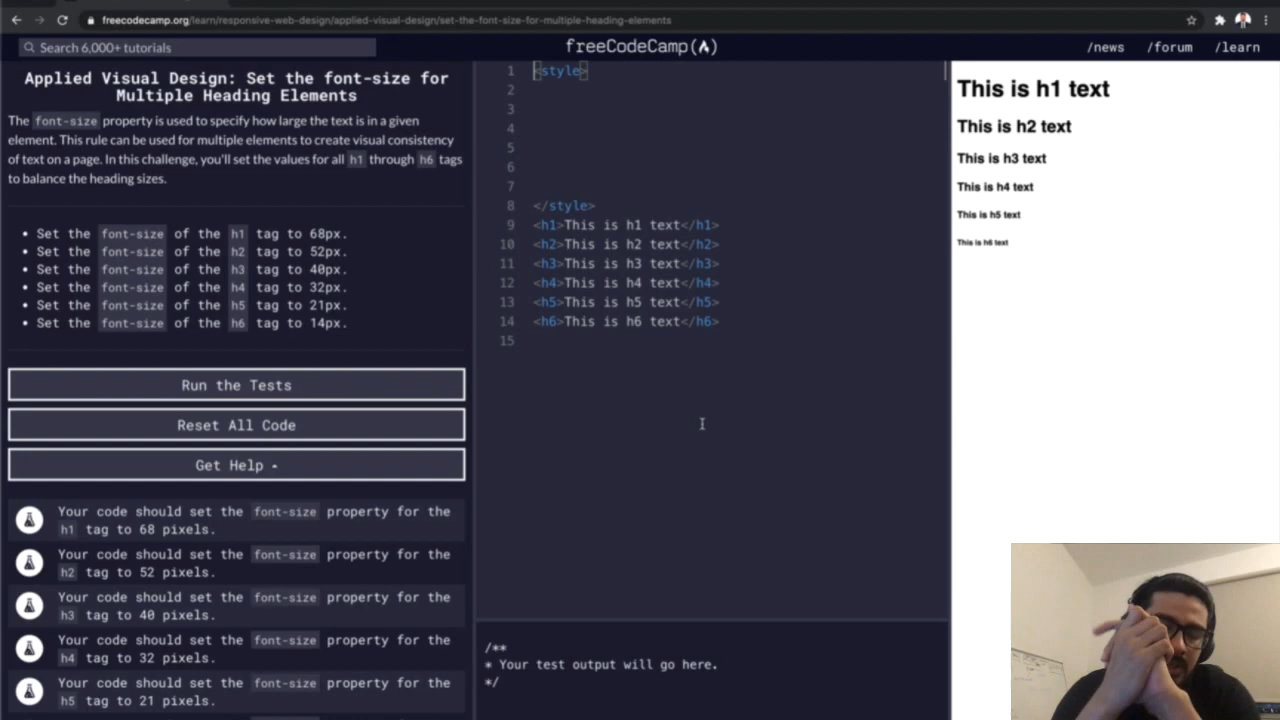 freecodecamp.org/learn/responsive-web-design/applied-visual-design/set-the-font-size-for-multiple-heading-elements
Search 6,000+ tutorials
freeCodeCamp(🔥)
/news /forum /learn
Applied Visual Design: Set the font-size for
Multiple Heading Elements
The font-size property is used to specify how large the text is in a given
element. This rule can be used for multiple elements to create visual consistency
of text on a page. In this challenge, you'll set the values for all h1 through h6 tags
to balance the heading sizes.
• Set the font-size of the h1 tag to 68px.
• Set the font-size of the h2 tag to 52px.
• Set the font-size of the h3 tag to 40px.
• Set the font-size of the h4 tag to 32px.
• Set the font-size of the h5 tag to 21px.
• Set the font-size of the h6 tag to 14px.
Run the Tests
Reset All Code
Get Help
Your code should set the font-size property for the
h1 tag to 68 pixels.
Your code should set the font-size property for the
h2 tag to 52 pixels.
Your code should set the font-size property for the
h3 tag to 40 pixels.
Your code should set the font-size property for the
h4 tag to 32 pixels.
Your code should set the font-size property for the
h5 tag to 21 pixels.
1 <style>
2
3
4
5
6
7
8 </style>
9 <h1>This is h1 text</h1>
10 <h2>This is h2 text</h2>
11 <h3>This is h3 text</h3>
12 <h4>This is h4 text</h4>
13 <h5>This is h5 text</h5>
14 <h6>This is h6 text</h6>
15
/**
* Your test output will go here.
*/
This is h1 text
This is h2 text
This is h3 text
This is h4 text
This is h5 text
This is h6 text